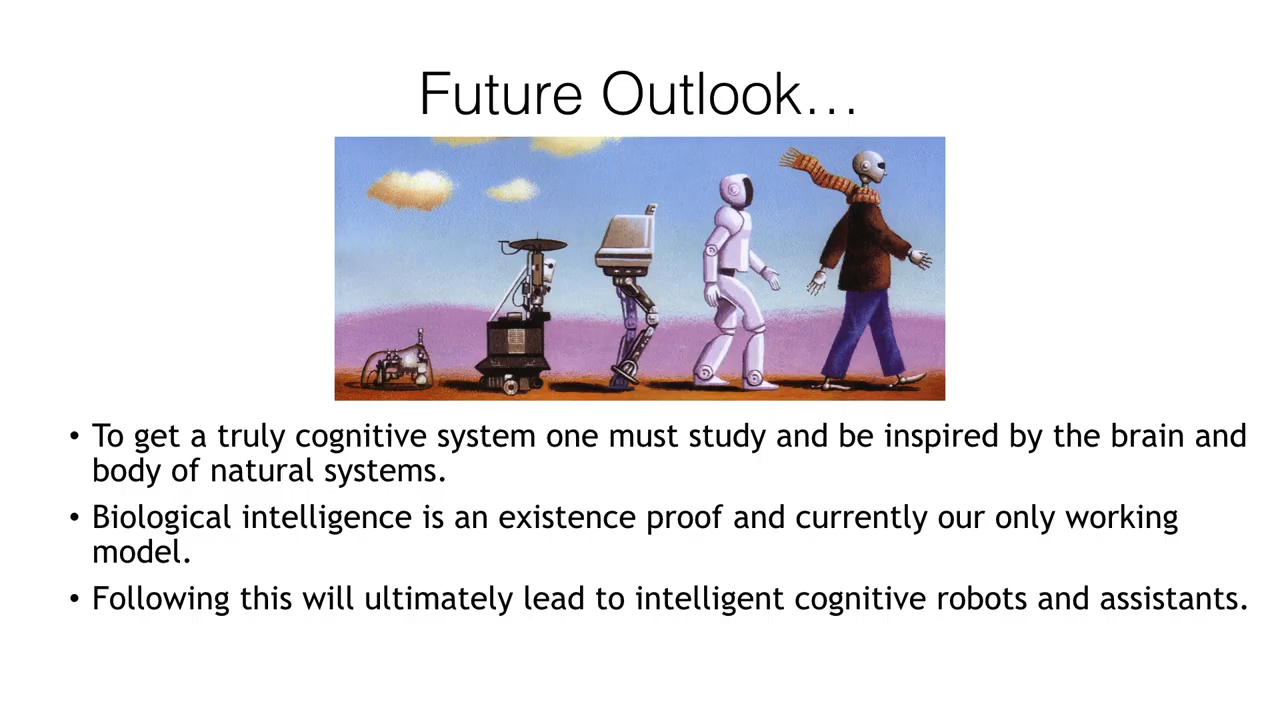 Future Outlook…
• To get a truly cognitive system one must study and be inspired by the brain and
body of natural systems.
• Biological intelligence is an existence proof and currently our only working
model.
• Following this will ultimately lead to intelligent cognitive robots and assistants.